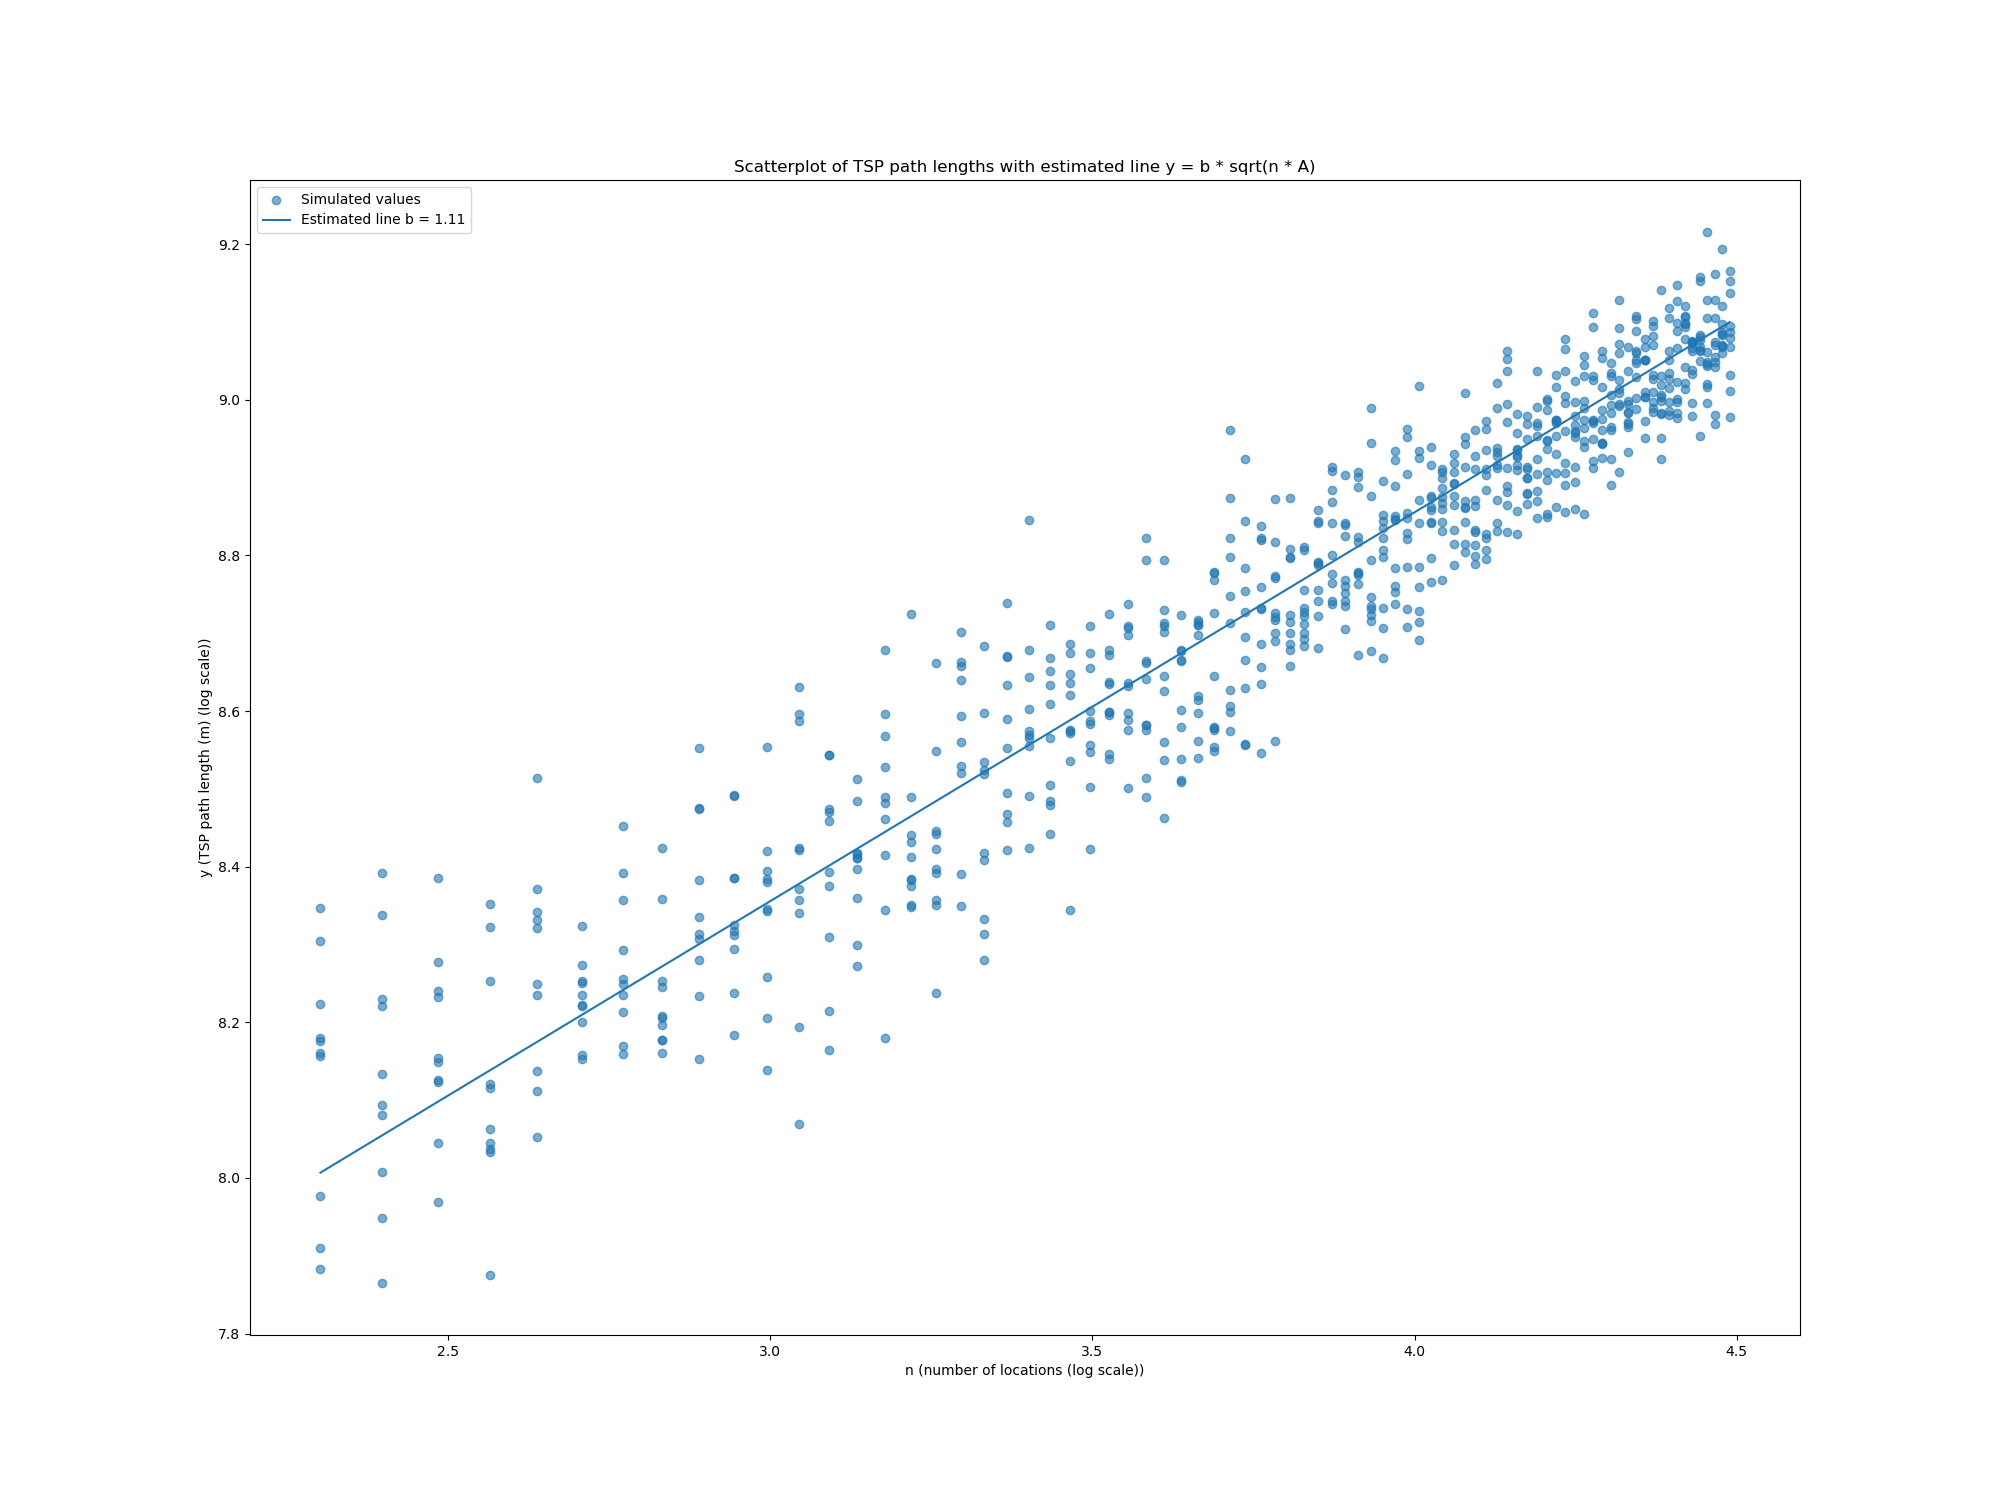 Scatterplot of TSP path lengths with estimated line y = b * sqrt(n * A)
Simulated values
Estimated line b = 1.11
9.2
9.0
8.8
8.6
8.4
8.2
8.0
7.8
y (TSP path length (m) (log scale))
2.5
3.0
3.5
4.0
4.5
n (number of locations (log scale))